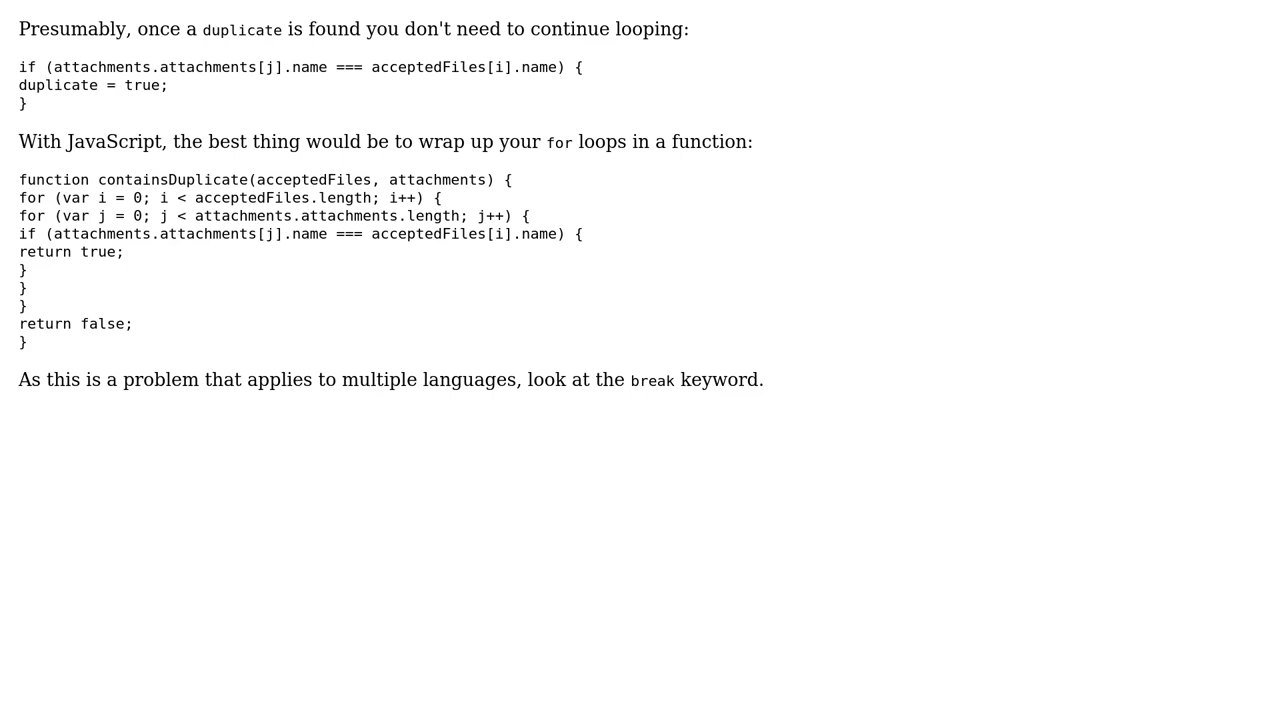 Presumably, once a duplicate is found you don't need to continue looping:
if (attachments.attachments[j].name === acceptedFiles[i].name) {
duplicate = true;
}
With JavaScript, the best thing would be to wrap up your for loops in a function:
function containsDuplicate(acceptedFiles, attachments) {
for (var i = 0; i < acceptedFiles.length; i++) {
for (var j = 0; j < attachments.attachments.length; j++) {
if (attachments.attachments[j].name === acceptedFiles[i].name) {
return true;
}
}
}
return false;
}
As this is a problem that applies to multiple languages, look at the break keyword.